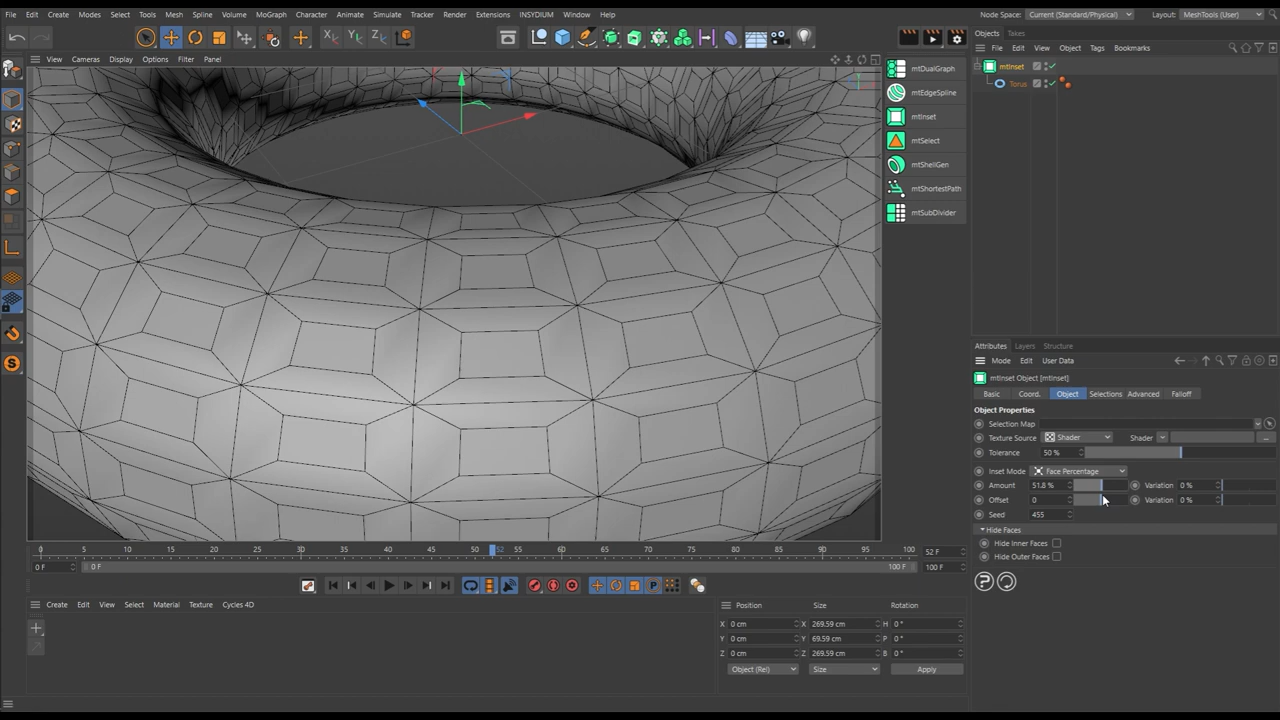 File Edit Create Modes Select Tools Mesh Spline Volume MoGraph Character Animate Simulate Tracker Render Extensions INSYDIUM Window Help
Node Space: Current (Standard/Physical) Layout: MeshTools (User)
Objects Takes
File Edit View Object Tags Bookmarks
View Cameras Display Options Filter Panel
mtInset
Torus
mtDualGraph
mtEdgeSpline
mtInset
mtSelect
mtShellGen
mtShortestPath
mtSubDivider
Attributes Layers Structure
Mode Edit User Data
mtInset Object [mtInset]
Basic Coord. Object Selections Advanced Falloff
Object Properties
Selection Map
Texture Source Shader Shader ...
Tolerance 50 %
Inset Mode Face Percentage
Amount 51.8 % Variation 0 %
Offset 0 Variation 0 %
Seed 455
Hide Faces
Hide Inner Faces
Hide Outer Faces
0 5 10 15 20 25 30 35 40 45 50 52 55 60 65 70 75 80 85 90 95 100 52 F
0 F 0 F 100 F 100 F
Create Edit View Select Material Texture Cycles 4D
Position Size Rotation
X 0 cm X 269.59 cm H 0 °
Y 0 cm Y 69.59 cm P 0 °
Z 0 cm Z 269.59 cm B 0 °
Object (Rel) Size Apply